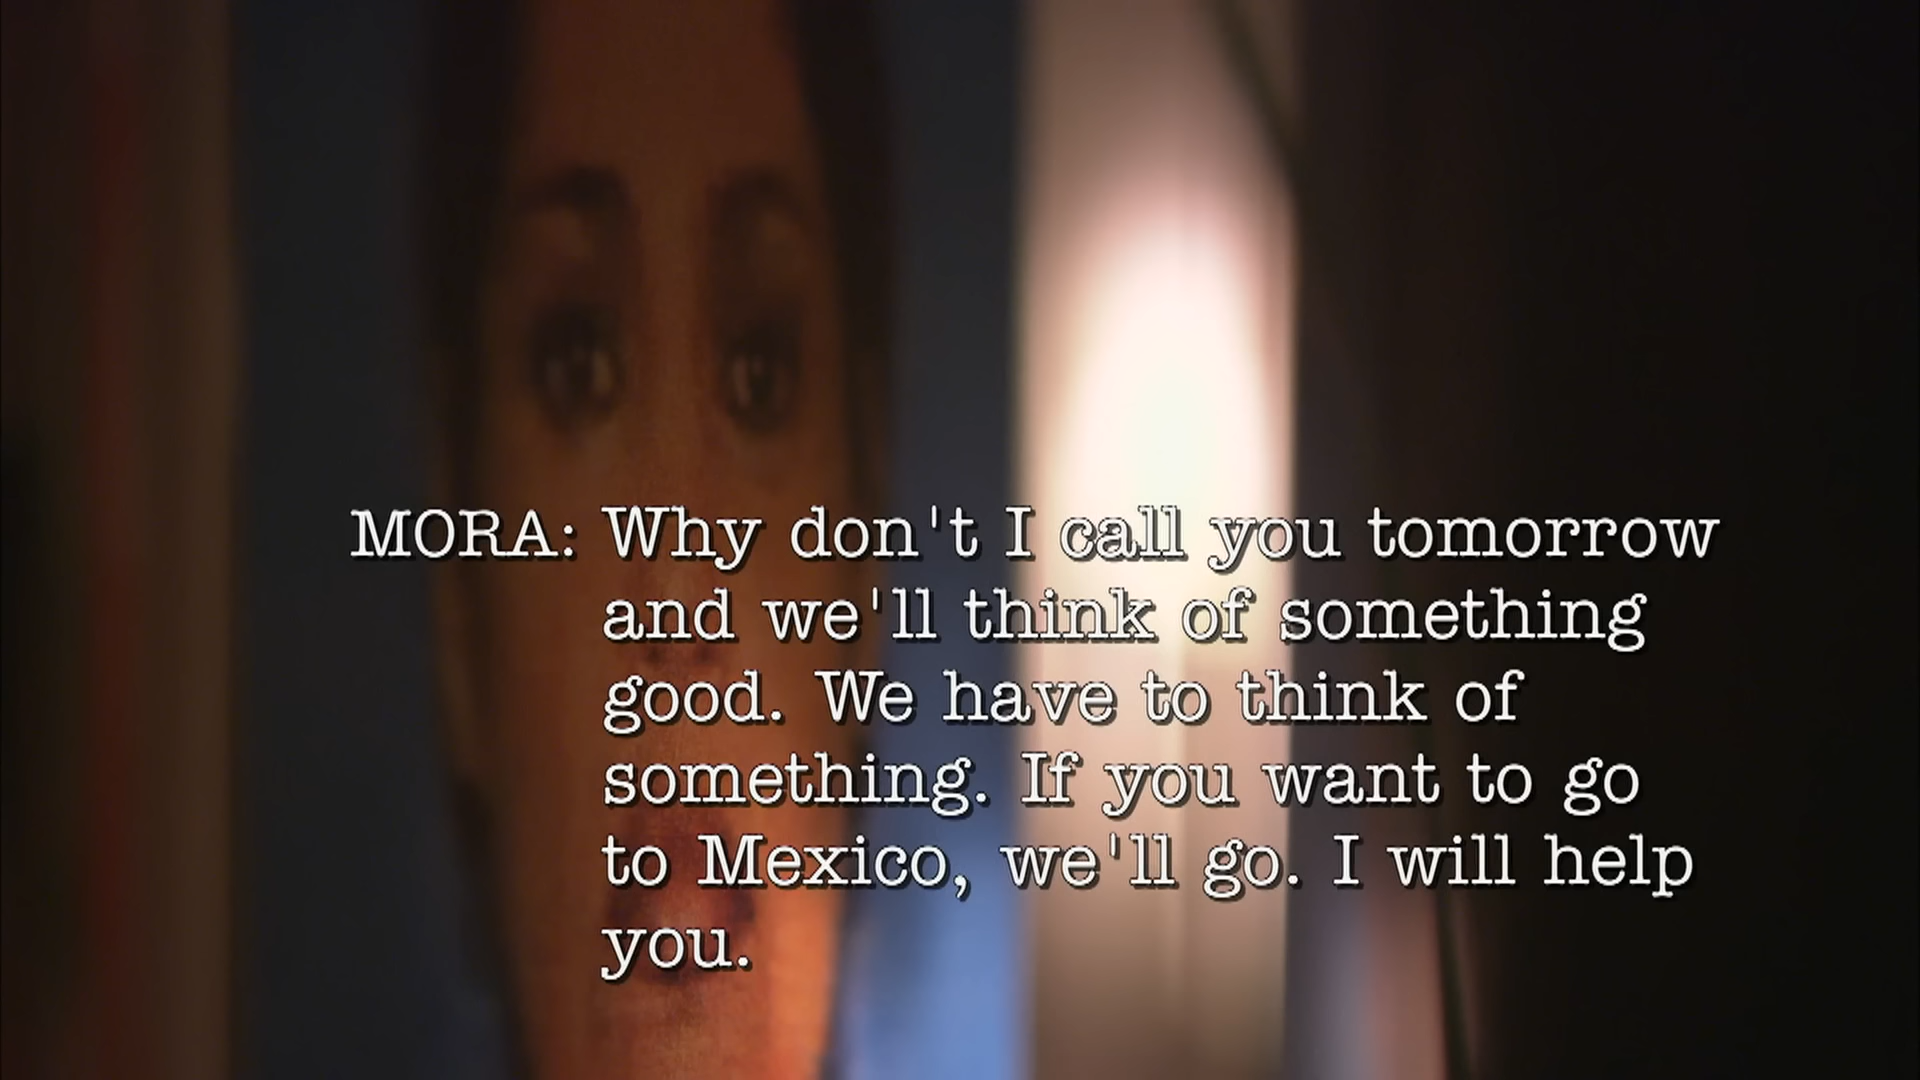 MORA: Why don't I call you tomorrow
and we'll think of something
good. We have to think of
something. If you want to go
to Mexico, we'll go. I will help
you.